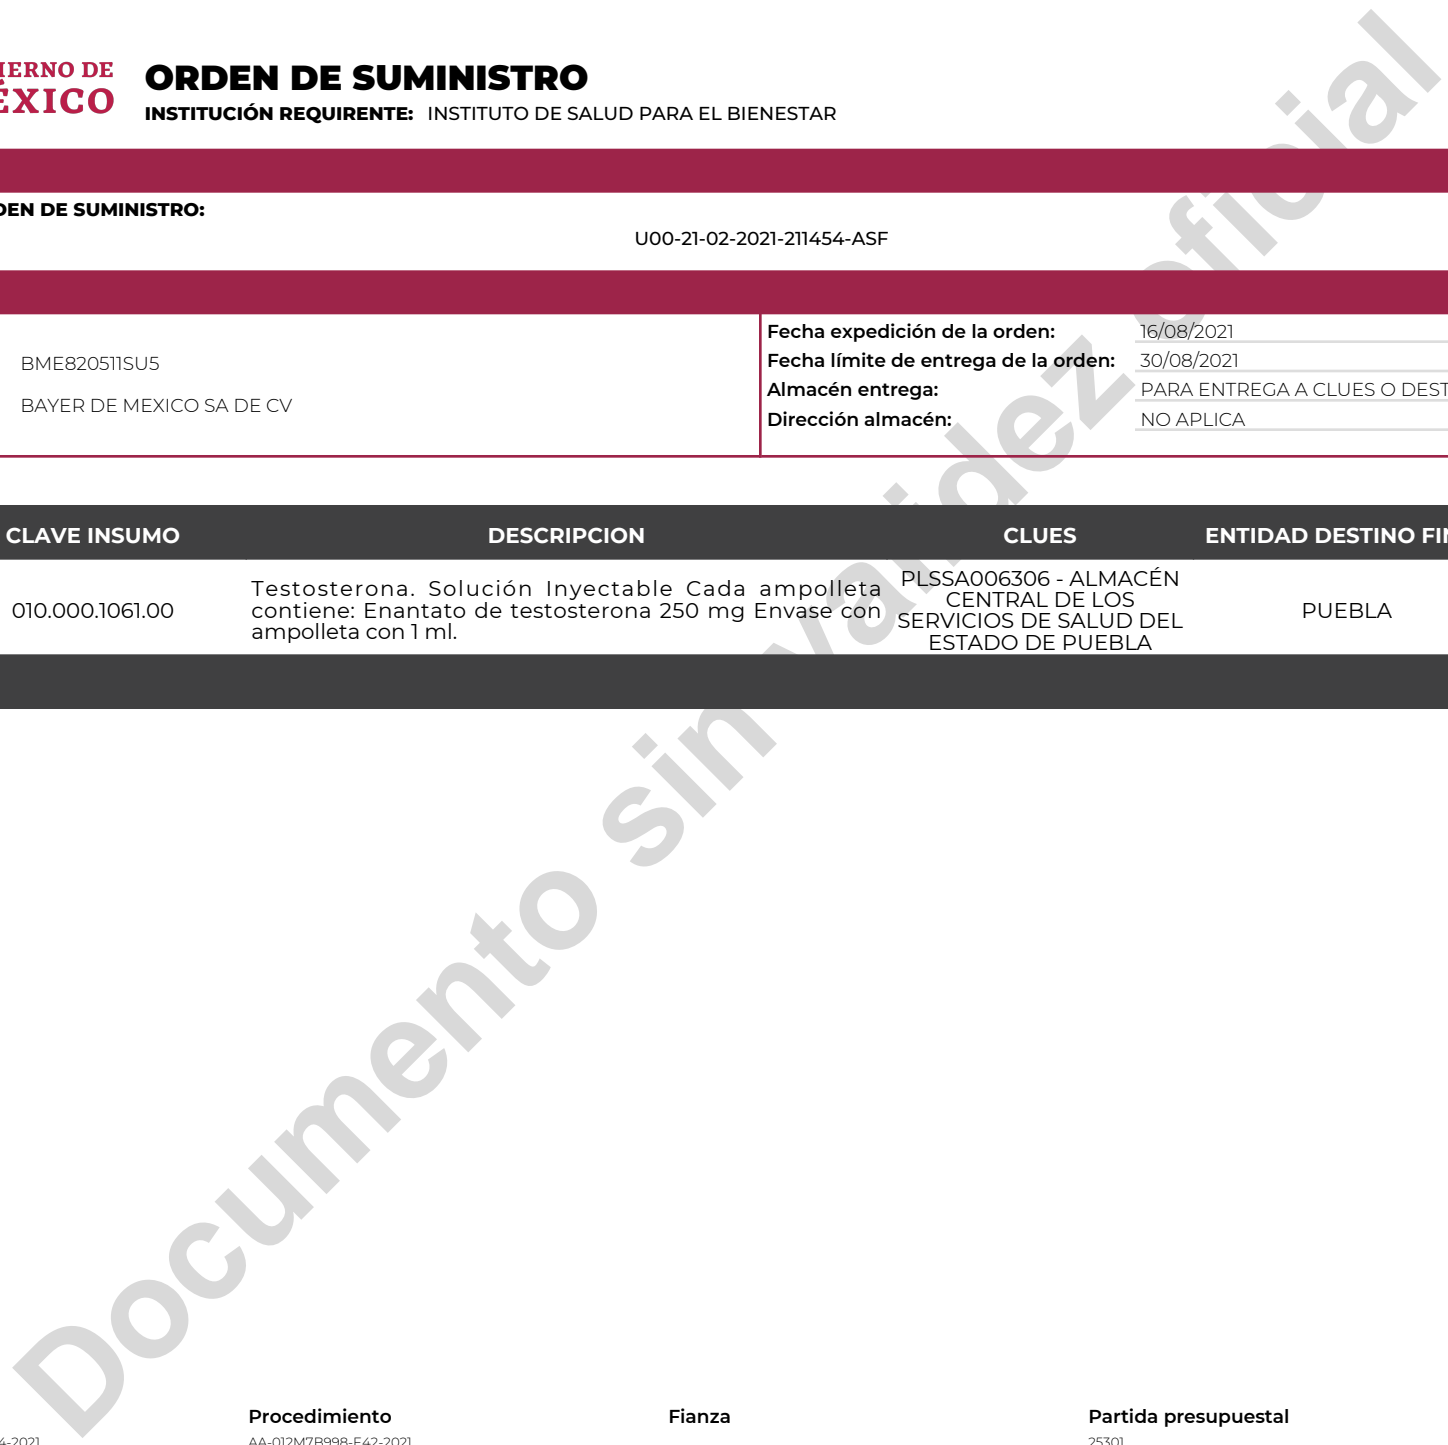 IERNO DE
ÉXICO
ORDEN DE SUMINISTRO
INSTITUCIÓN REQUIRENTE: INSTITUTO DE SALUD PARA EL BIENESTAR
DEN DE SUMINISTRO:
U00-21-02-2021-211454-ASF
BME820511SU5
BAYER DE MEXICO SA DE CV
Fecha expedición de la orden: 16/08/2021
Fecha límite de entrega de la orden: 30/08/2021
Almacén entrega: PARA ENTREGA A CLUES O DEST
Dirección almacén: NO APLICA
CLAVE INSUMO DESCRIPCION CLUES ENTIDAD DESTINO FIN
010.000.1061.00
Testosterona. Solución Inyectable Cada ampolleta
contiene: Enantato de testosterona 250 mg Envase con
ampolleta con 1 ml.
PLSSA006306 - ALMACÉN
CENTRAL DE LOS
SERVICIOS DE SALUD DEL
ESTADO DE PUEBLA
PUEBLA
Documento sin validez oficial
Procedimiento Fianza Partida presupuestal
4-2021 AA-012M7B998-E42-2021 25301